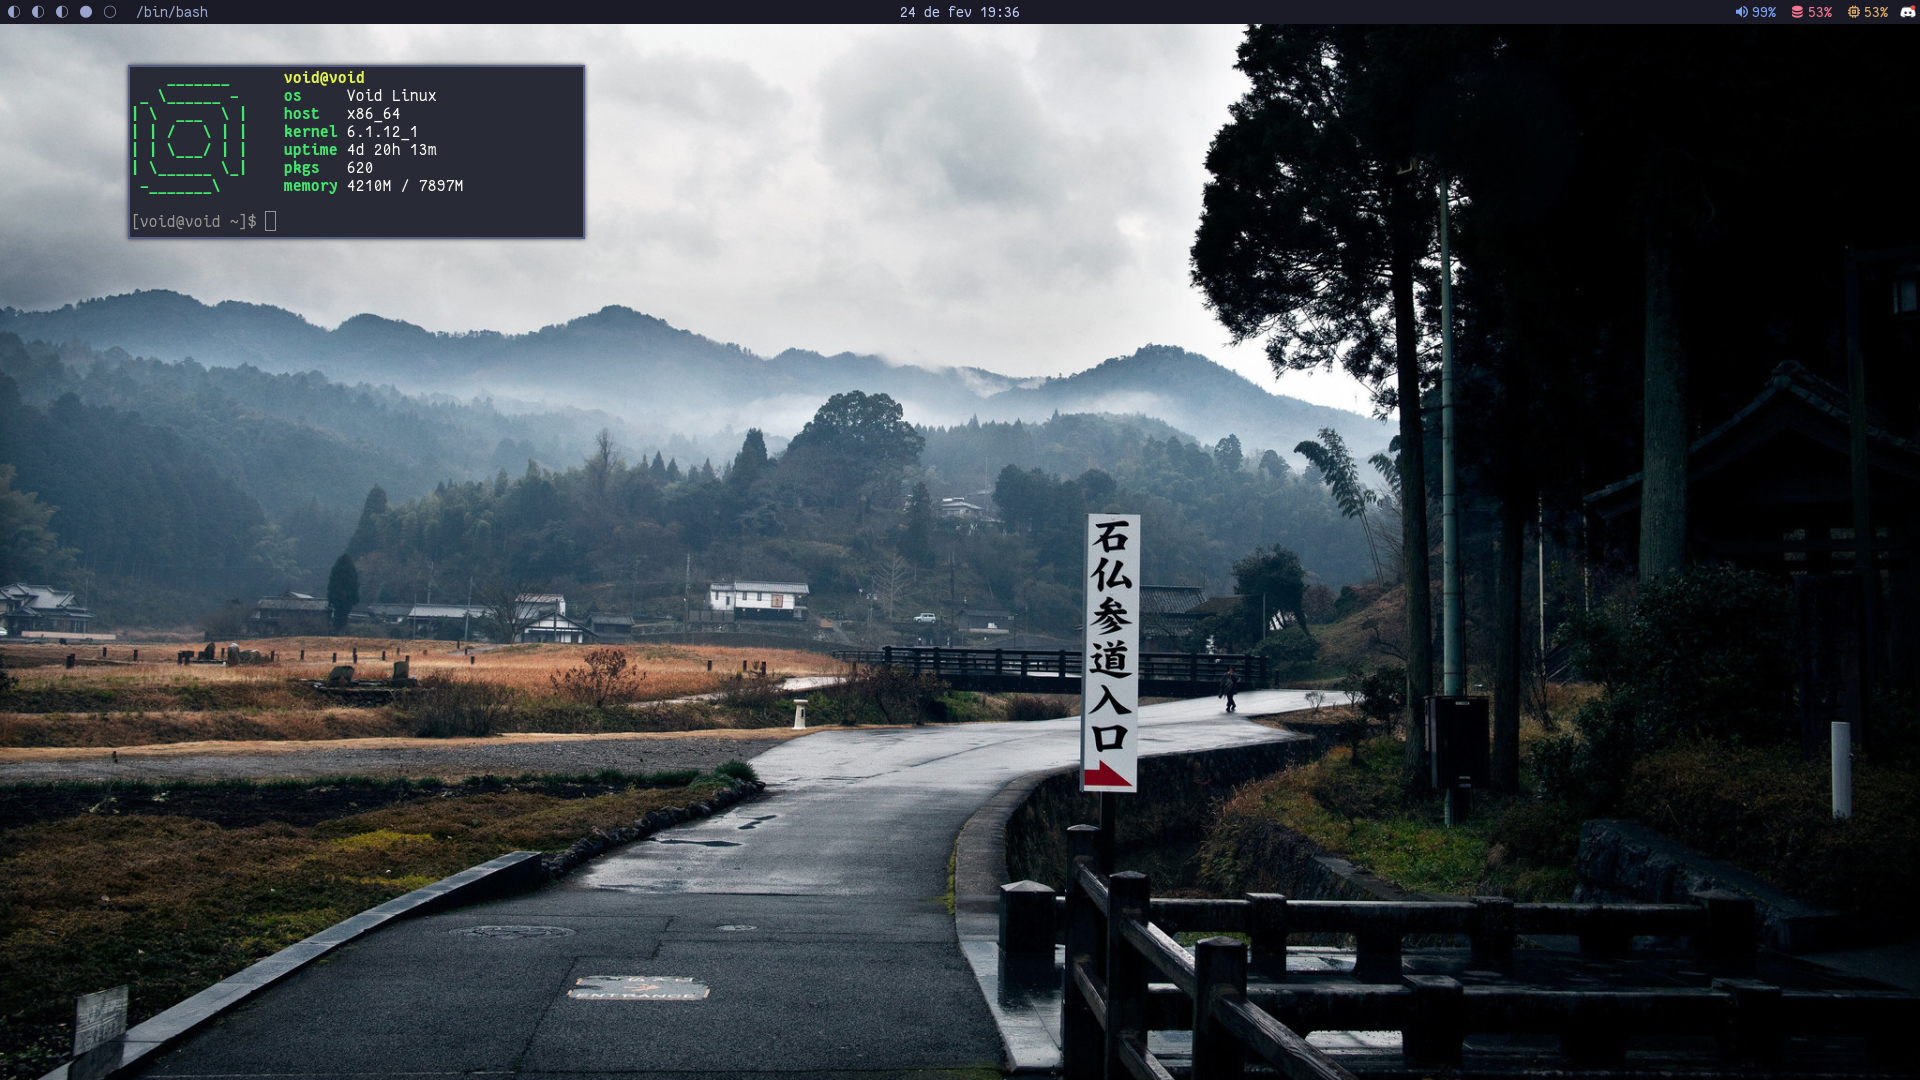 /bin/bash
24 de fev 19:36
99%
53%
53%
void@void
os Void Linux
host x86_64
kernel 6.1.12_1
uptime 4d 20h 13m
pkgs 620
memory 4210M / 7897M
[void@void ~]$
石仏参道入口
ENTRANCE